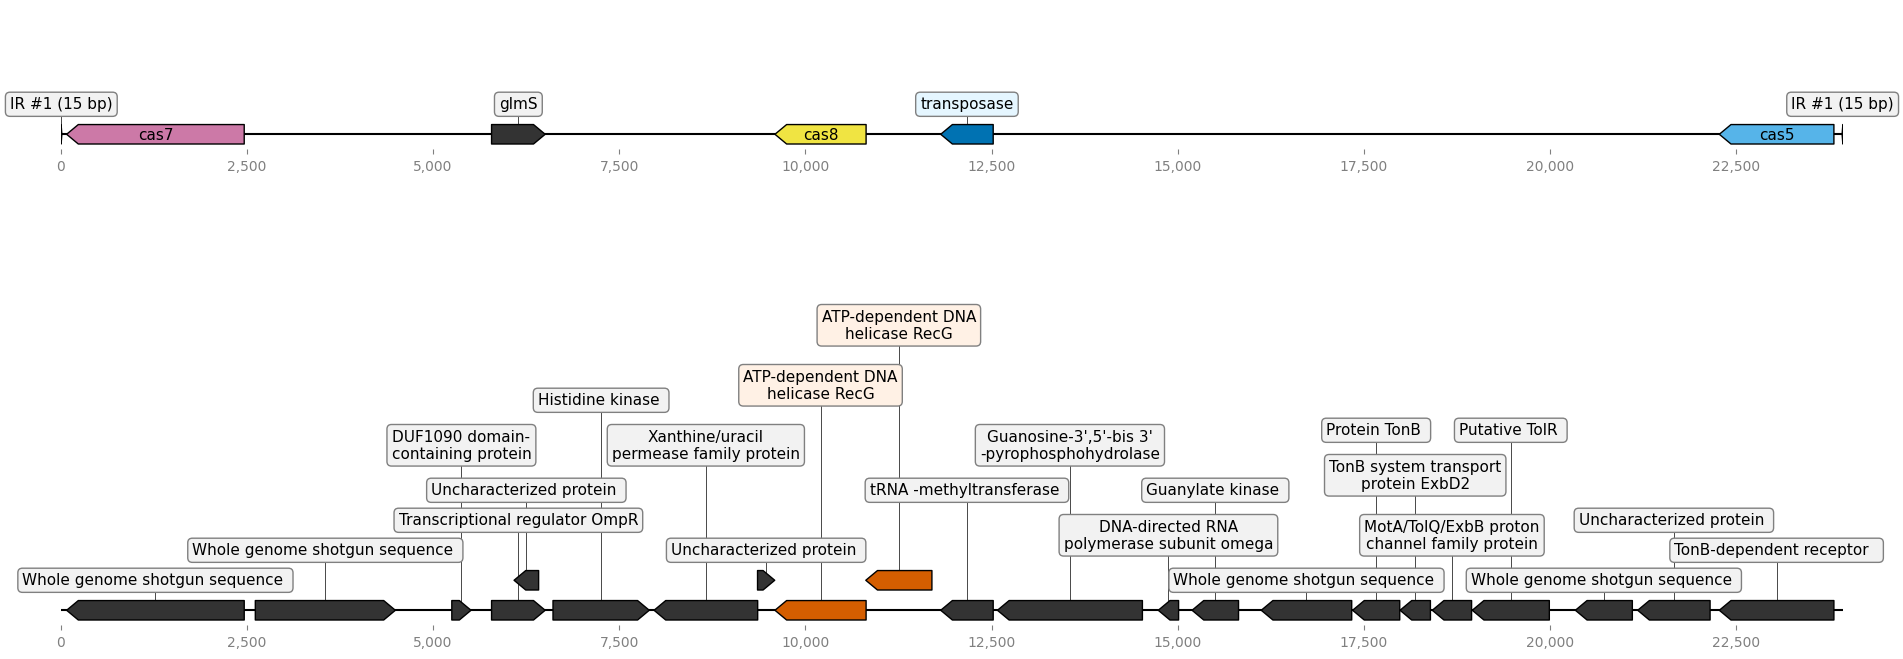 IR #1 (15 bp)
glmS
transposase
IR #1 (15 bp)
cas7
cas8
cas5
0
2,500
5,000
7,500
10,000
12,500
15,000
17,500
20,000
22,500
ATP-dependent DNA
helicase RecG
ATP-dependent DNA
helicase RecG
Histidine kinase
Protein TonB
Putative TolR
DUF1090 domain-
containing protein
Xanthine/uracil
permease family protein
Guanosine-3',5'-bis 3'
-pyrophosphohydrolase
TonB system transport
protein ExbD2
Uncharacterized protein
tRNA -methyltransferase
Guanylate kinase
Transcriptional regulator OmpR
DNA-directed RNA
polymerase subunit omega
MotA/TolQ/ExbB proton
channel family protein
Uncharacterized protein
Whole genome shotgun sequence
Uncharacterized protein
TonB-dependent receptor
Whole genome shotgun sequence
Whole genome shotgun sequence
Whole genome shotgun sequence
0
2,500
5,000
7,500
10,000
12,500
15,000
17,500
20,000
22,500